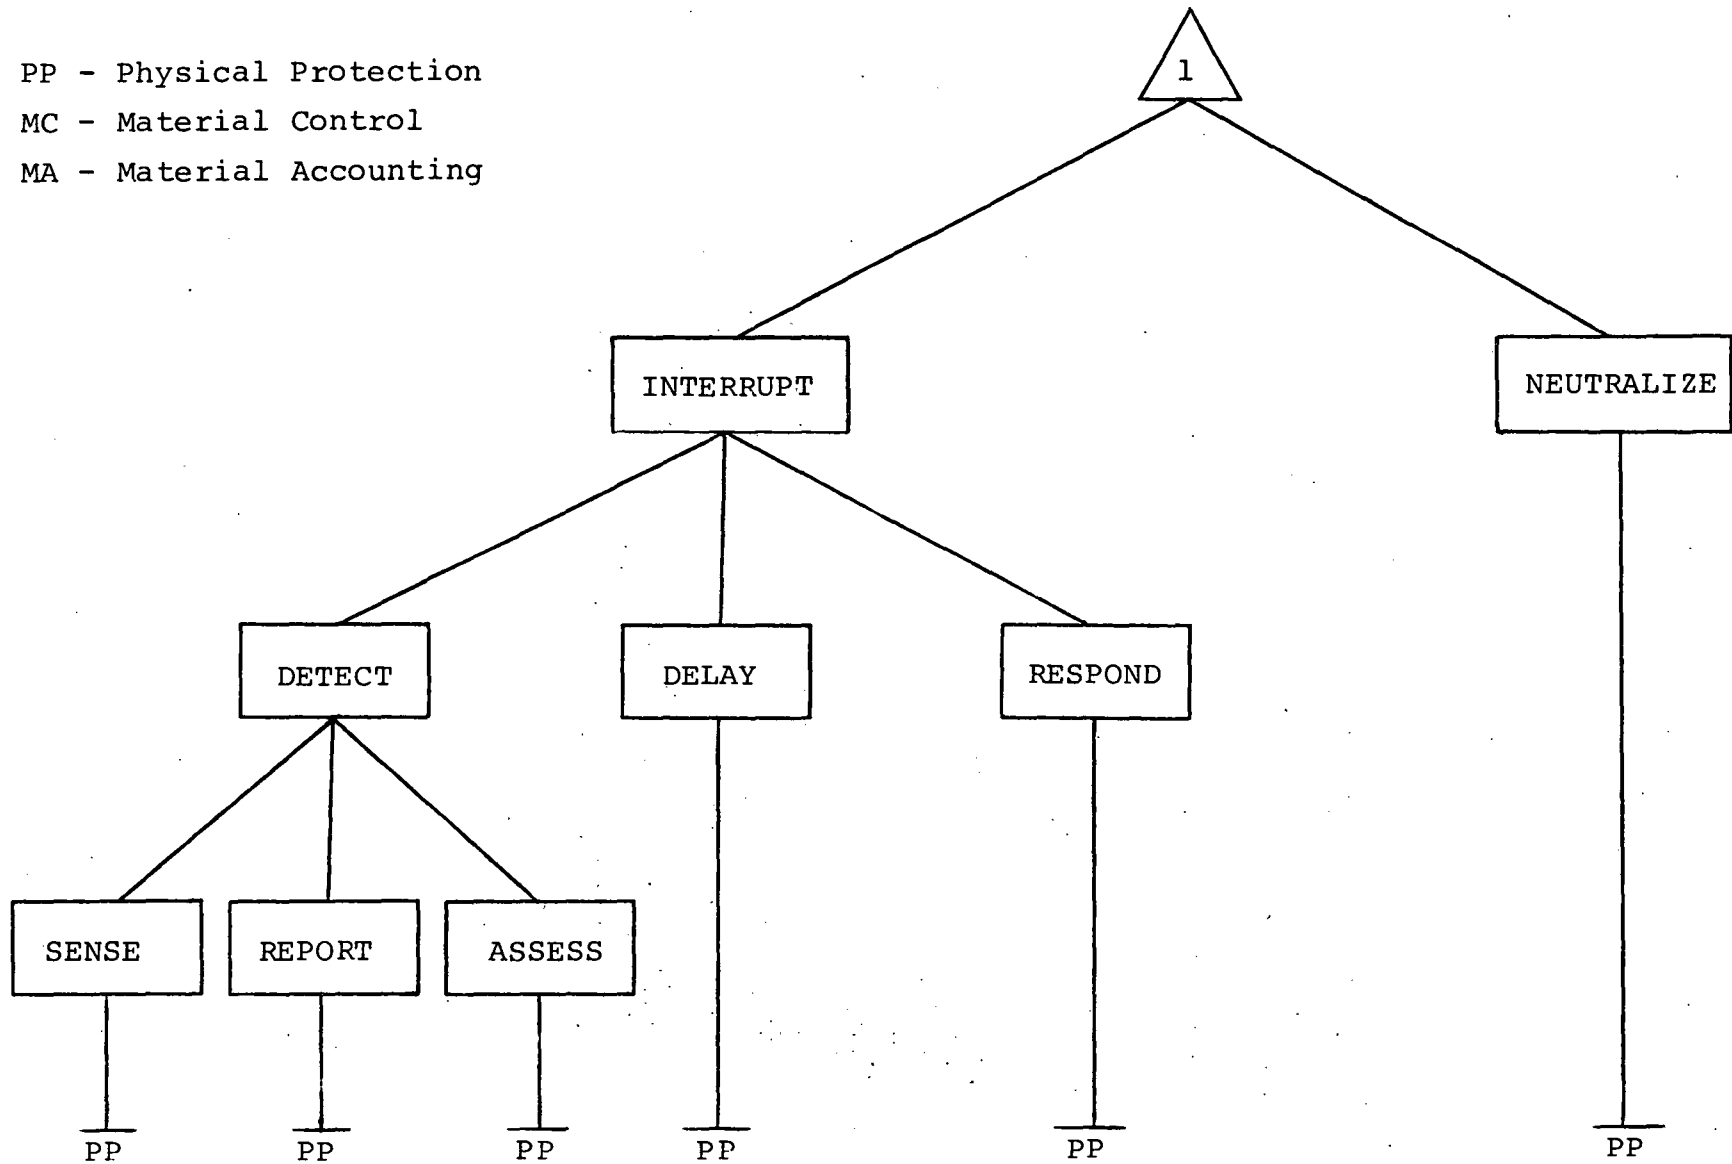 1
PP - Physical Protection
MC - Material Control
MA - Material Accounting
INTERRUPT
NEUTRALIZE
DETECT
DELAY
RESPOND
SENSE
REPORT
ASSESS
PP
PP
PP
PP
PP
PP